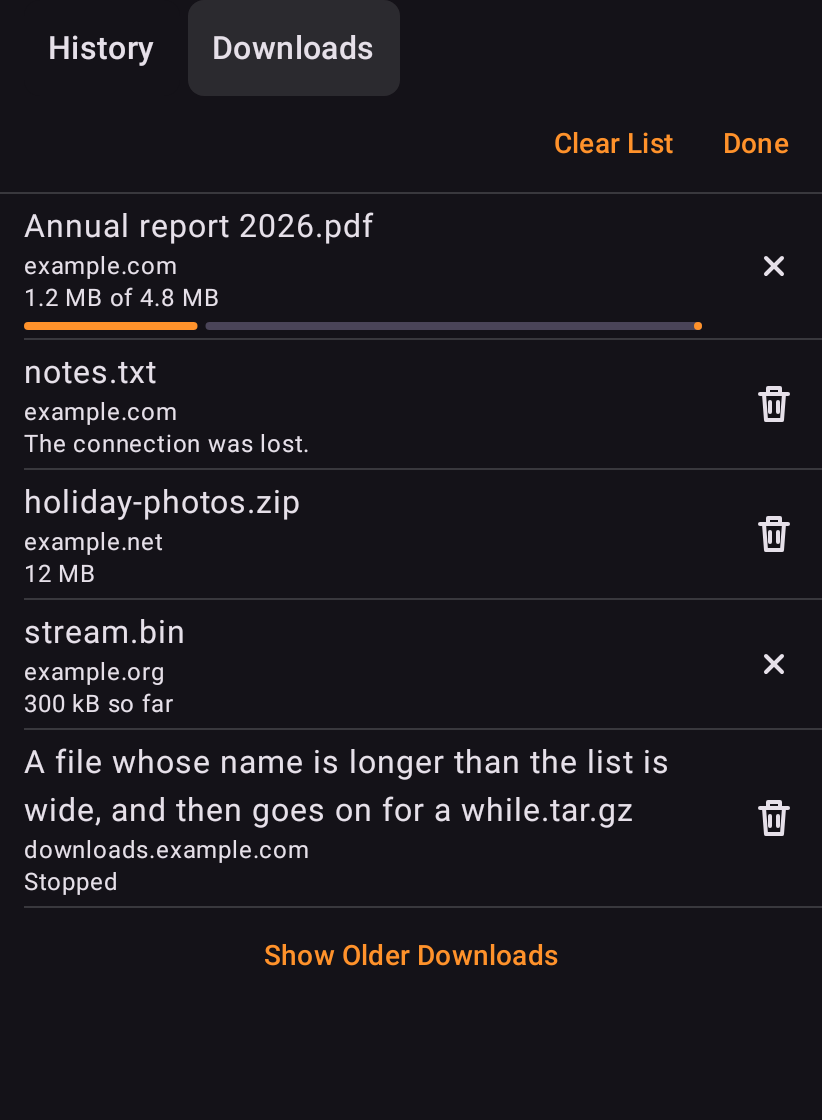 History
Downloads
Clear List
Done
Annual report 2026.pdf
example.com
1.2 MB of 4.8 MB
notes.txt
example.com
The connection was lost.
holiday-photos.zip
example.net
12 MB
stream.bin
example.org
300 kB so far
A file whose name is longer than the list is
wide, and then goes on for a while.tar.gz
downloads.example.com
Stopped
Show Older Downloads